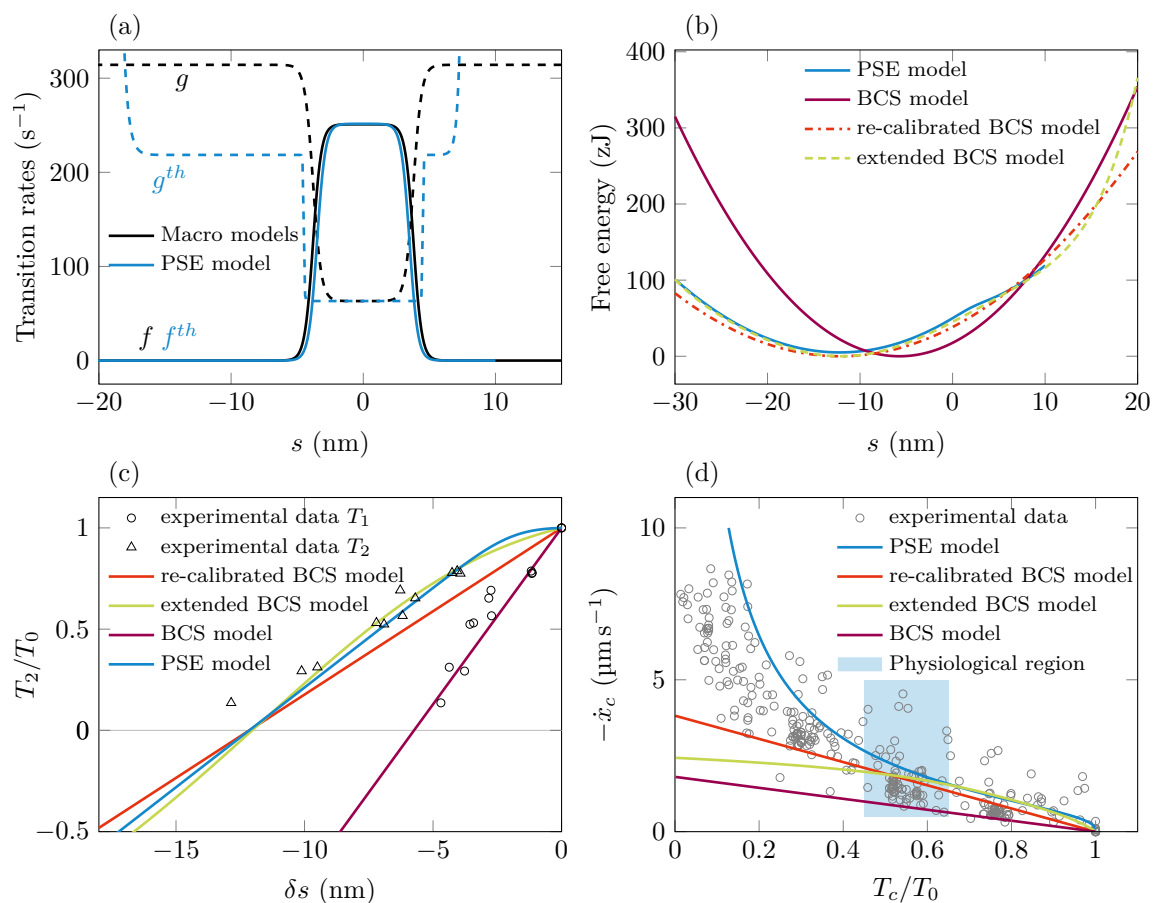 (a)
Transition rates (s⁻¹)
300
200
100
0
g
g^th
Macro models
PSE model
f f^th
−20 −10 0 10
s (nm)
(b)
Free energy (zJ)
400
300
200
100
0
PSE model
BCS model
re-calibrated BCS model
extended BCS model
−30 −20 −10 0 10 20
s (nm)
(c)
T₂/T₀
1
0.5
0
−0.5
experimental data T₁
experimental data T₂
re-calibrated BCS model
extended BCS model
BCS model
PSE model
−15 −10 −5 0
δs (nm)
(d)
−ẋ_c (µm s⁻¹)
10
5
0
experimental data
PSE model
re-calibrated BCS model
extended BCS model
BCS model
Physiological region
0 0.2 0.4 0.6 0.8 1
T_c/T₀